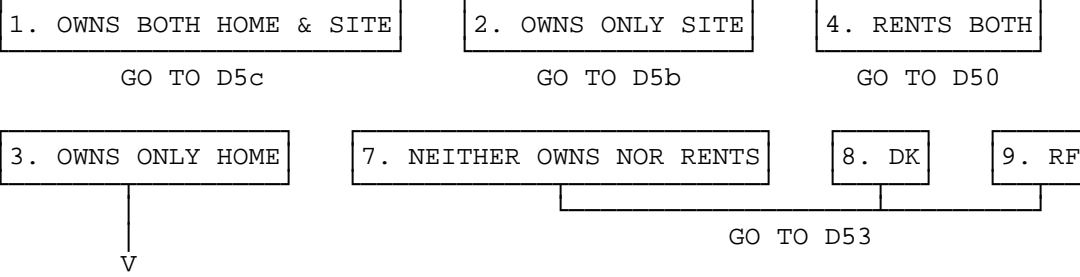 1. OWNS BOTH HOME & SITE 2. OWNS ONLY SITE 4. RENTS BOTH
GO TO D5c GO TO D5b GO TO D50
3. OWNS ONLY HOME 7. NEITHER OWNS NOR RENTS 8. DK 9. RF
GO TO D53
V